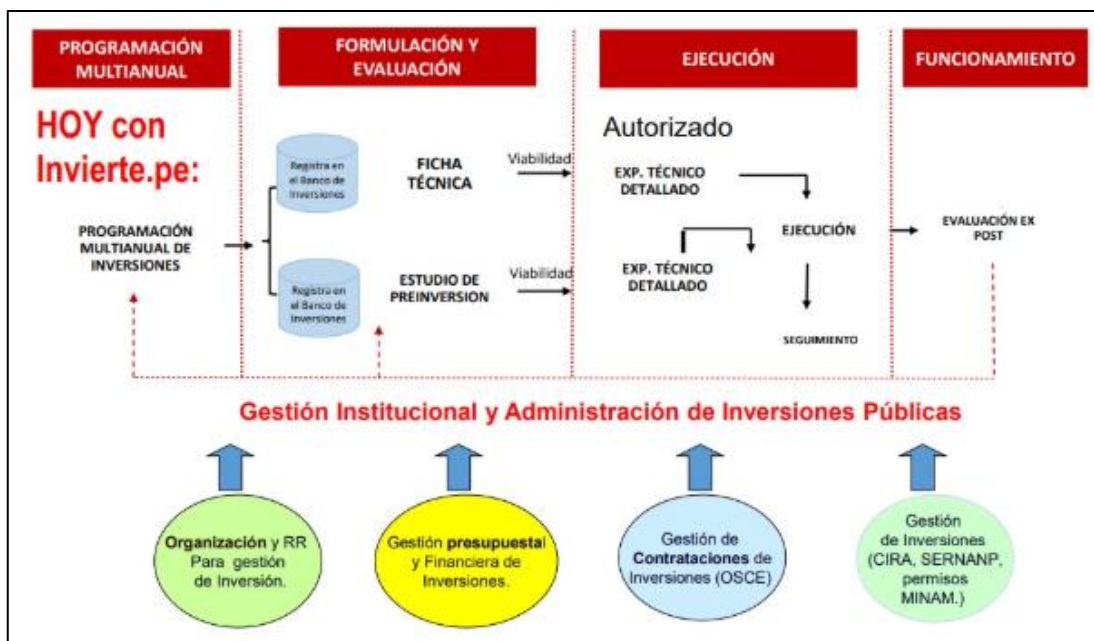 PROGRAMACIÓN
MULTIANUAL
FORMULACIÓN Y
EVALUACIÓN
EJECUCIÓN
FUNCIONAMIENTO
HOY con
Invierte.pe:
PROGRAMACIÓN
MULTIANUAL DE
INVERSIONES
Registra en
el Banco de
Inversiones
FICHA
TÉCNICA
Viabilidad
Registra en
el Banco de
Inversiones
ESTUDIO DE
PREINVERSION
Viabilidad
Autorizado
EXP. TÉCNICO
DETALLADO
EJECUCIÓN
EXP. TÉCNICO
DETALLADO
SEGUIMIENTO
EVALUACIÓN EX
POST
Gestión Institucional y Administración de Inversiones Públicas
Organización y RR
Para gestión
de Inversión.
Gestión presupuestal
y Financiera de
Inversiones.
Gestión de
Contrataciones de
Inversiones (OSCE)
Gestión
de Inversiones
(CIRA, SERNANP,
permisos
MINAM.)